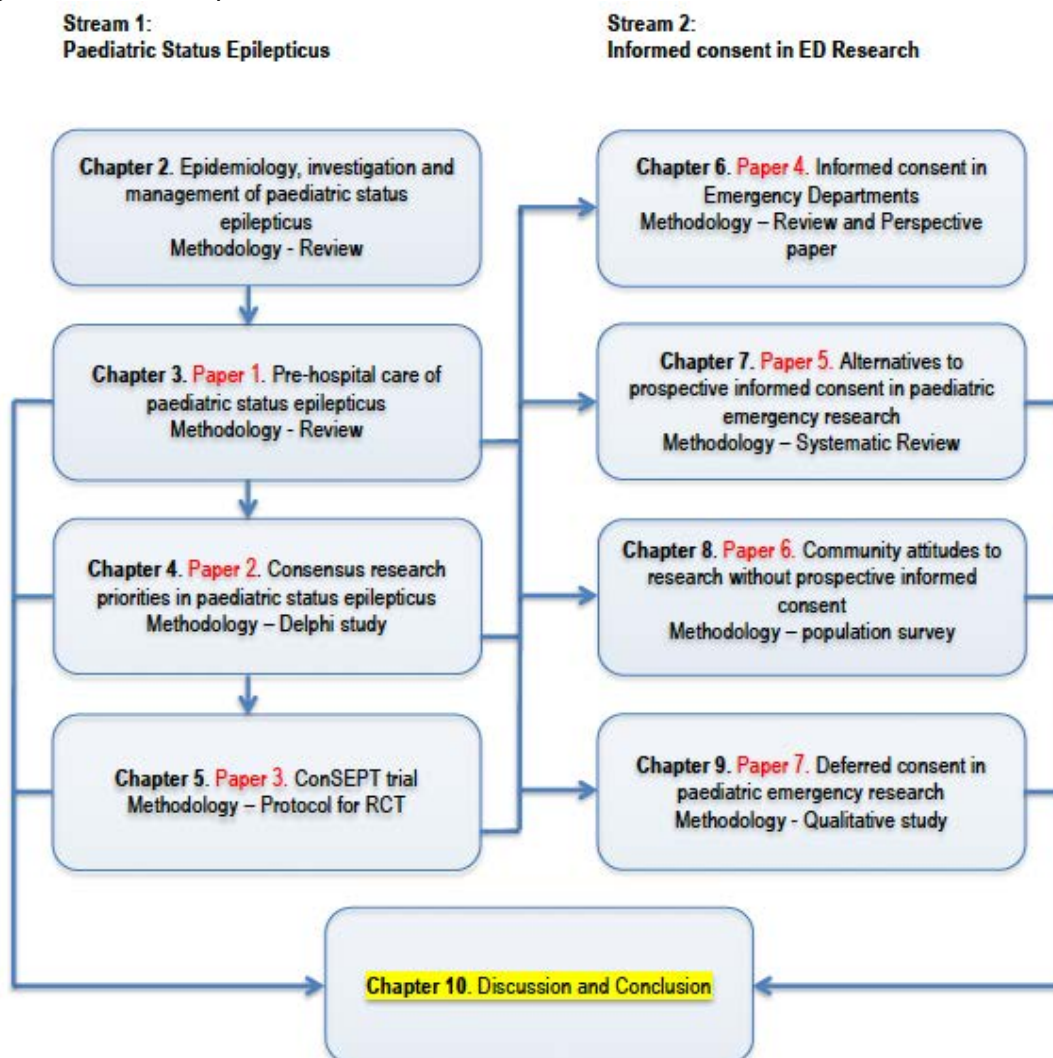 Stream 1:
Paediatric Status Epilepticus
Stream 2:
Informed consent in ED Research
Chapter 2. Epidemiology, investigation and
management of paediatric status
epilepticus
Methodology - Review
Chapter 3. Paper 1. Pre-hospital care of
paediatric status epilepticus
Methodology - Review
Chapter 4. Paper 2. Consensus research
priorities in paediatric status epilepticus
Methodology – Delphi study
Chapter 5. Paper 3. ConSEPT trial
Methodology – Protocol for RCT
Chapter 6. Paper 4. Informed consent in
Emergency Departments
Methodology – Review and Perspective
paper
Chapter 7. Paper 5. Alternatives to
prospective informed consent in paediatric
emergency research
Methodology – Systematic Review
Chapter 8. Paper 6. Community attitudes to
research without prospective informed
consent
Methodology – population survey
Chapter 9. Paper 7. Deferred consent in
paediatric emergency research
Methodology - Qualitative study
Chapter 10. Discussion and Conclusion